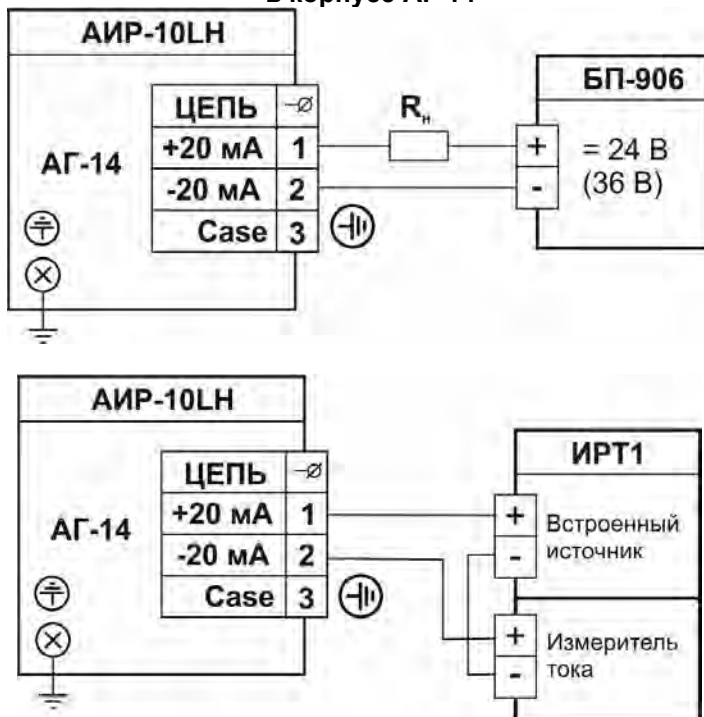 АИР-10LH
БП-906
ЦЕПЬ
АГ-14
+20 мА 1
-20 мА 2
Case 3
Rн
+
-
= 24 В
(36 В)
АИР-10LH
ИРТ1
ЦЕПЬ
АГ-14
+20 мА 1
-20 мА 2
Case 3
+
-
Встроенный
источник
+
-
Измеритель
тока